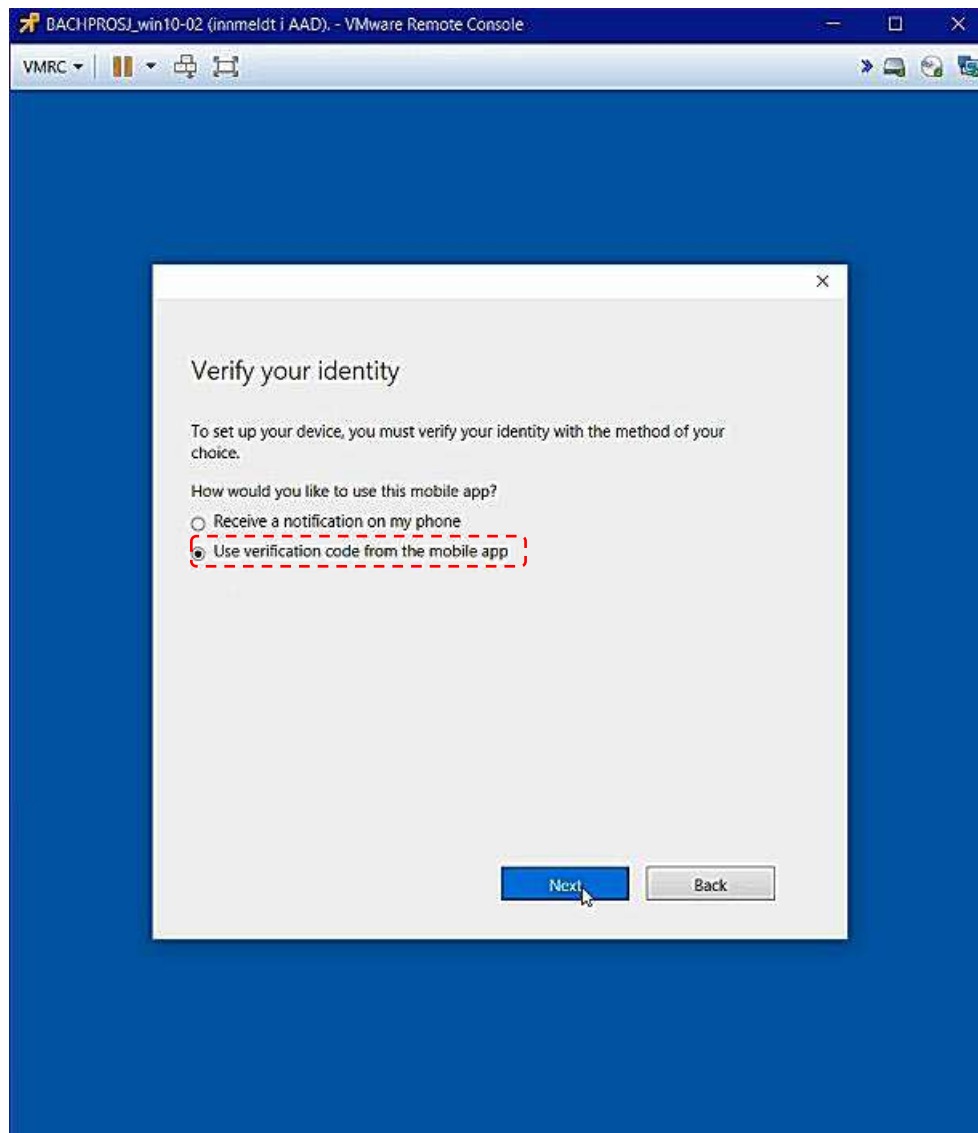 BACHPROSJ_win10-02 (innmeldt i AAD). - VMware Remote Console
VMRC
Verify your identity
To set up your device, you must verify your identity with the method of your
choice.
How would you like to use this mobile app?
Receive a notification on my phone
Use verification code from the mobile app
Next
Back